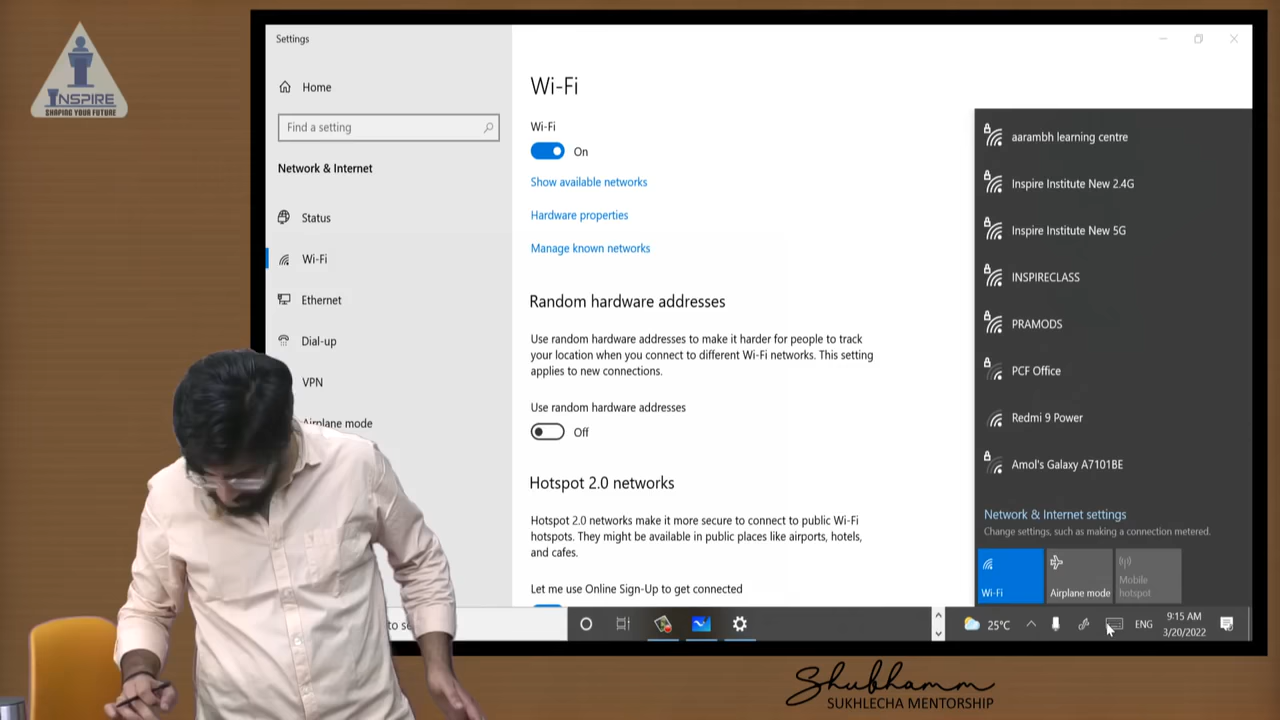 INSPIRE
SHAPING YOUR FUTURE
Settings
Home
Find a setting
Network & Internet
Status
Wi-Fi
Ethernet
Dial-up
VPN
Airplane mode
Wi-Fi
Wi-Fi
On
Show available networks
Hardware properties
Manage known networks
Random hardware addresses
Use random hardware addresses to make it harder for people to track
your location when you connect to different Wi-Fi networks. This setting
applies to new connections.
Use random hardware addresses
Off
Hotspot 2.0 networks
Hotspot 2.0 networks make it more secure to connect to public Wi-Fi
hotspots. They might be available in public places like airports, hotels,
and cafes.
Let me use Online Sign-Up to get connected
aarambh learning centre
Inspire Institute New 2.4G
Inspire Institute New 5G
INSPIRECLASS
PRAMODS
PCF Office
Redmi 9 Power
Amol's Galaxy A7101BE
Network & Internet settings
Change settings, such as making a connection metered.
Wi-Fi
Airplane mode
Mobile
hotspot
to se
25°C
ENG
9:15 AM
3/20/2022
Shubhamm
SUKHLECHA MENTORSHIP